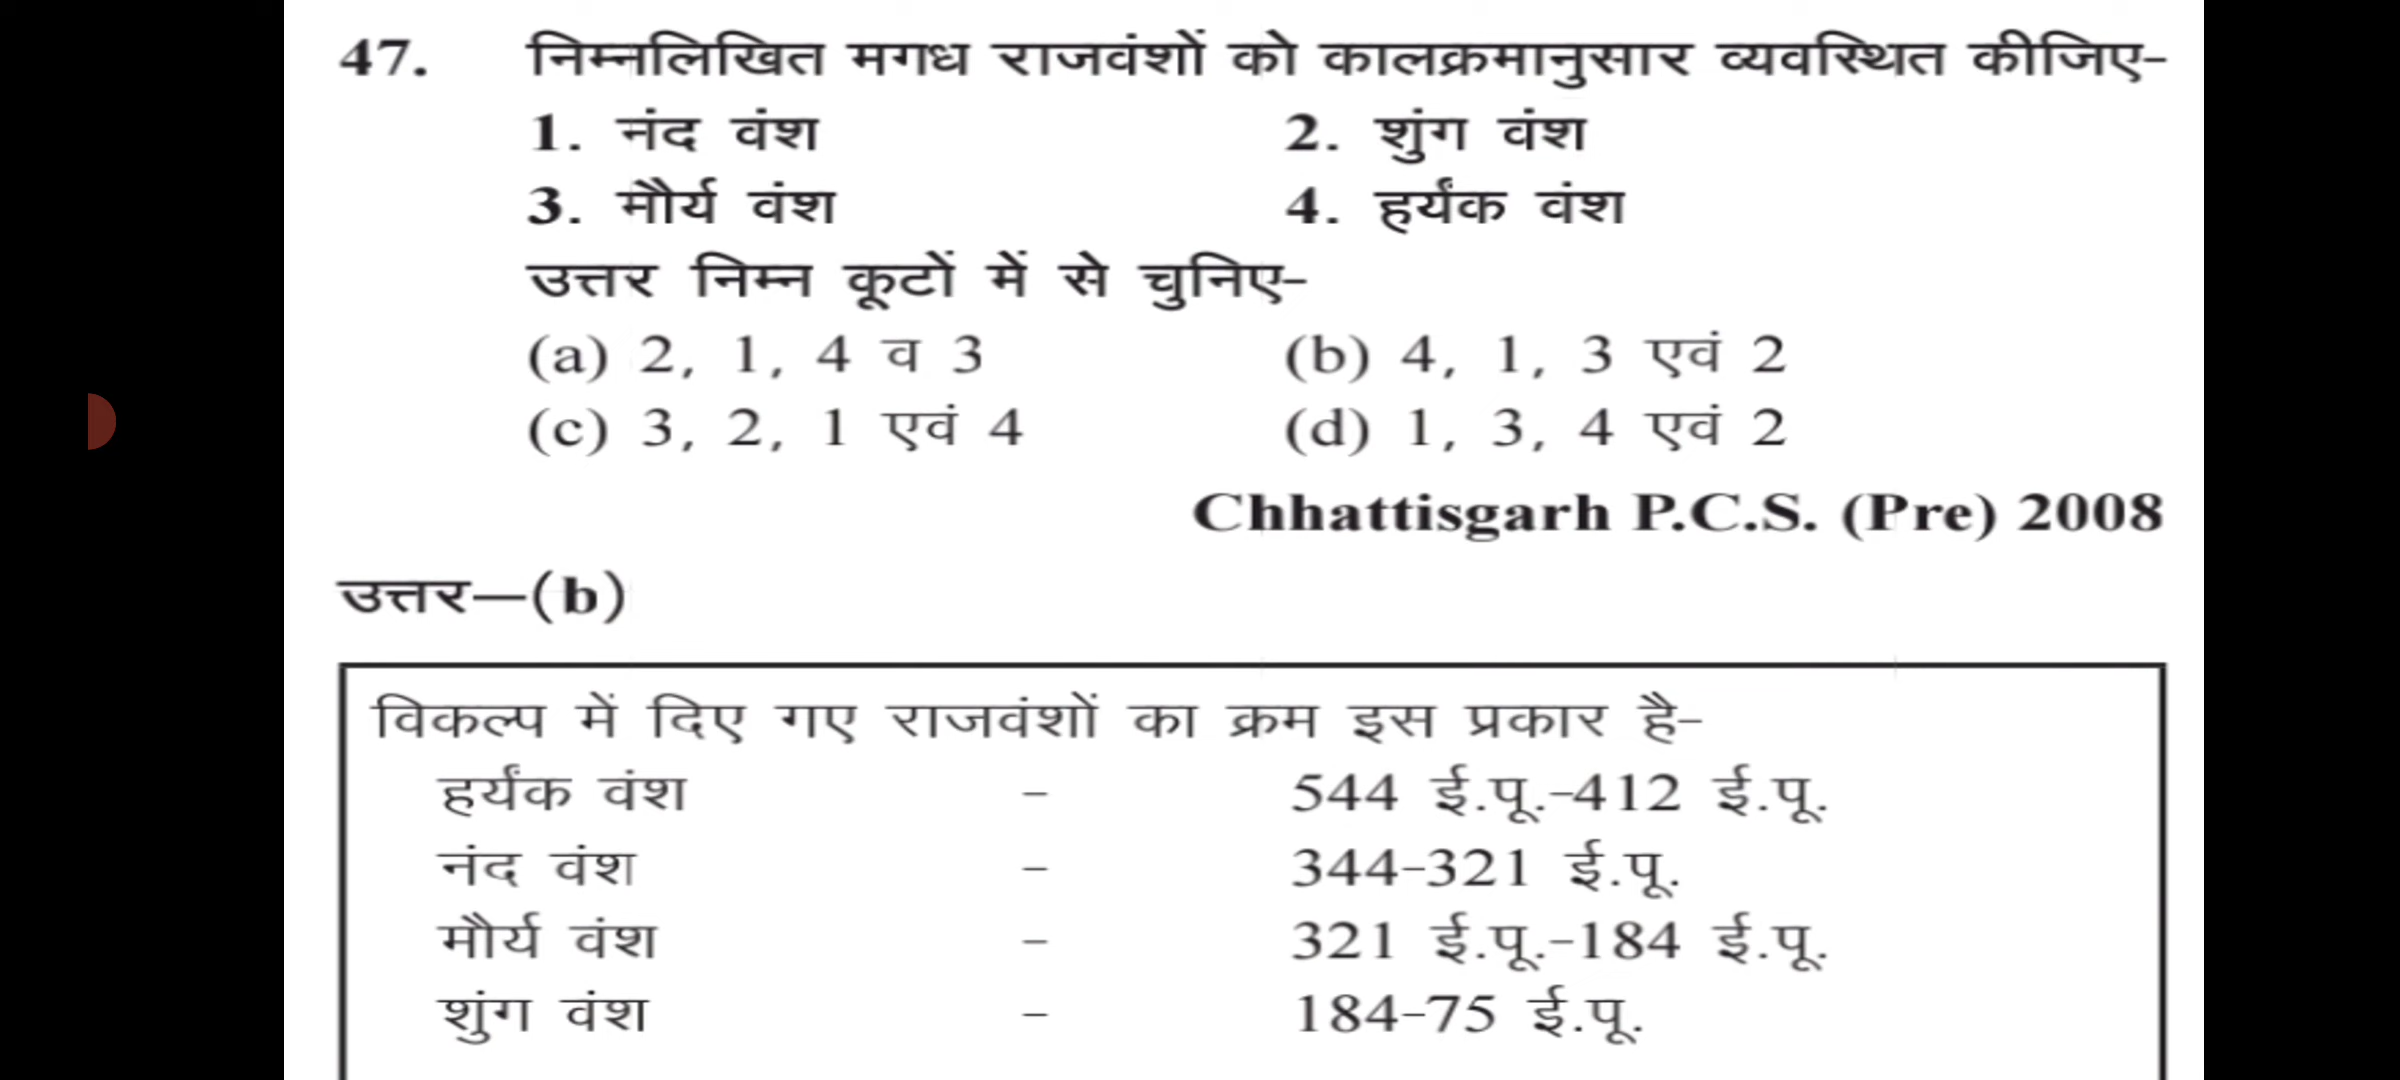 47. निम्नलिखित मगध राजवंशों को कालक्रमानुसार व्यवस्थित कीजिए-
1. नंद वंश 2. शुंग वंश
3. मौर्य वंश 4. हर्यंक वंश
उत्तर निम्न कूटों में से चुनिए-
(a) 2, 1, 4 व 3 (b) 4, 1, 3 एवं 2
(c) 3, 2, 1 एवं 4 (d) 1, 3, 4 एवं 2
Chhattisgarh P.C.S. (Pre) 2008
उत्तर—(b)
विकल्प में दिए गए राजवंशों का क्रम इस प्रकार है-
हर्यंक वंश - 544 ई.पू.-412 ई.पू.
नंद वंश - 344-321 ई.पू.
मौर्य वंश - 321 ई.पू.-184 ई.पू.
शुंग वंश - 184-75 ई.पू.